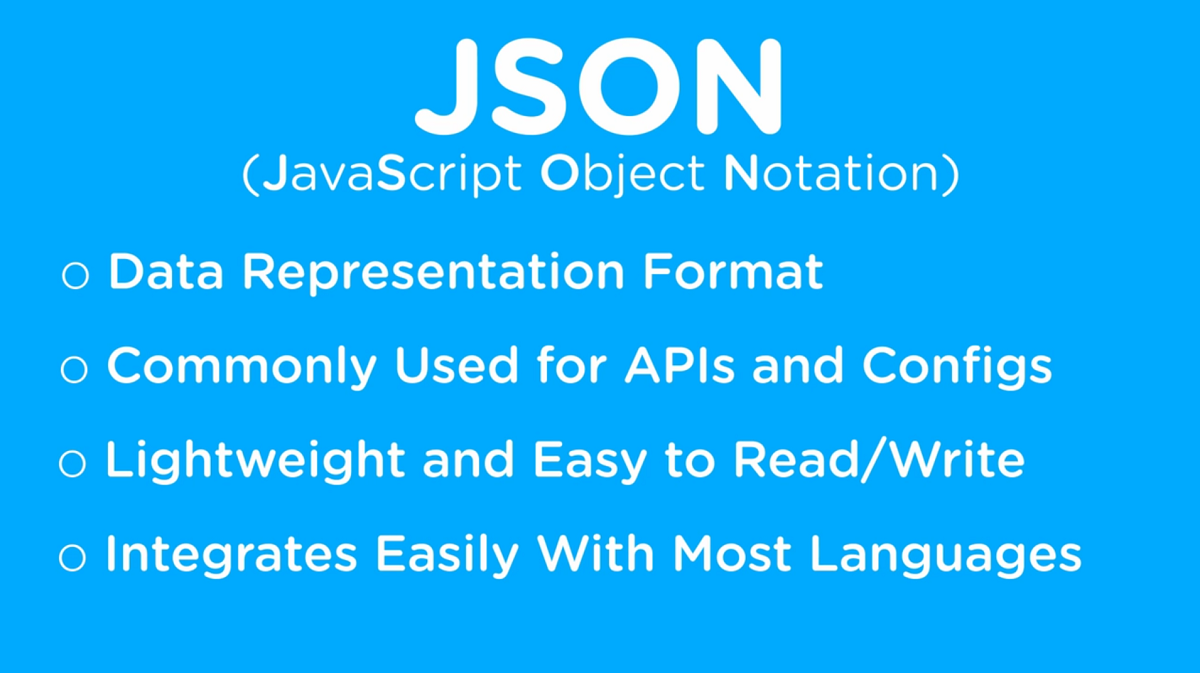 JSON
(JavaScript Object Notation)
Data Representation Format
Commonly Used for APIs and Configs
Lightweight and Easy to Read/Write
Integrates Easily With Most Languages